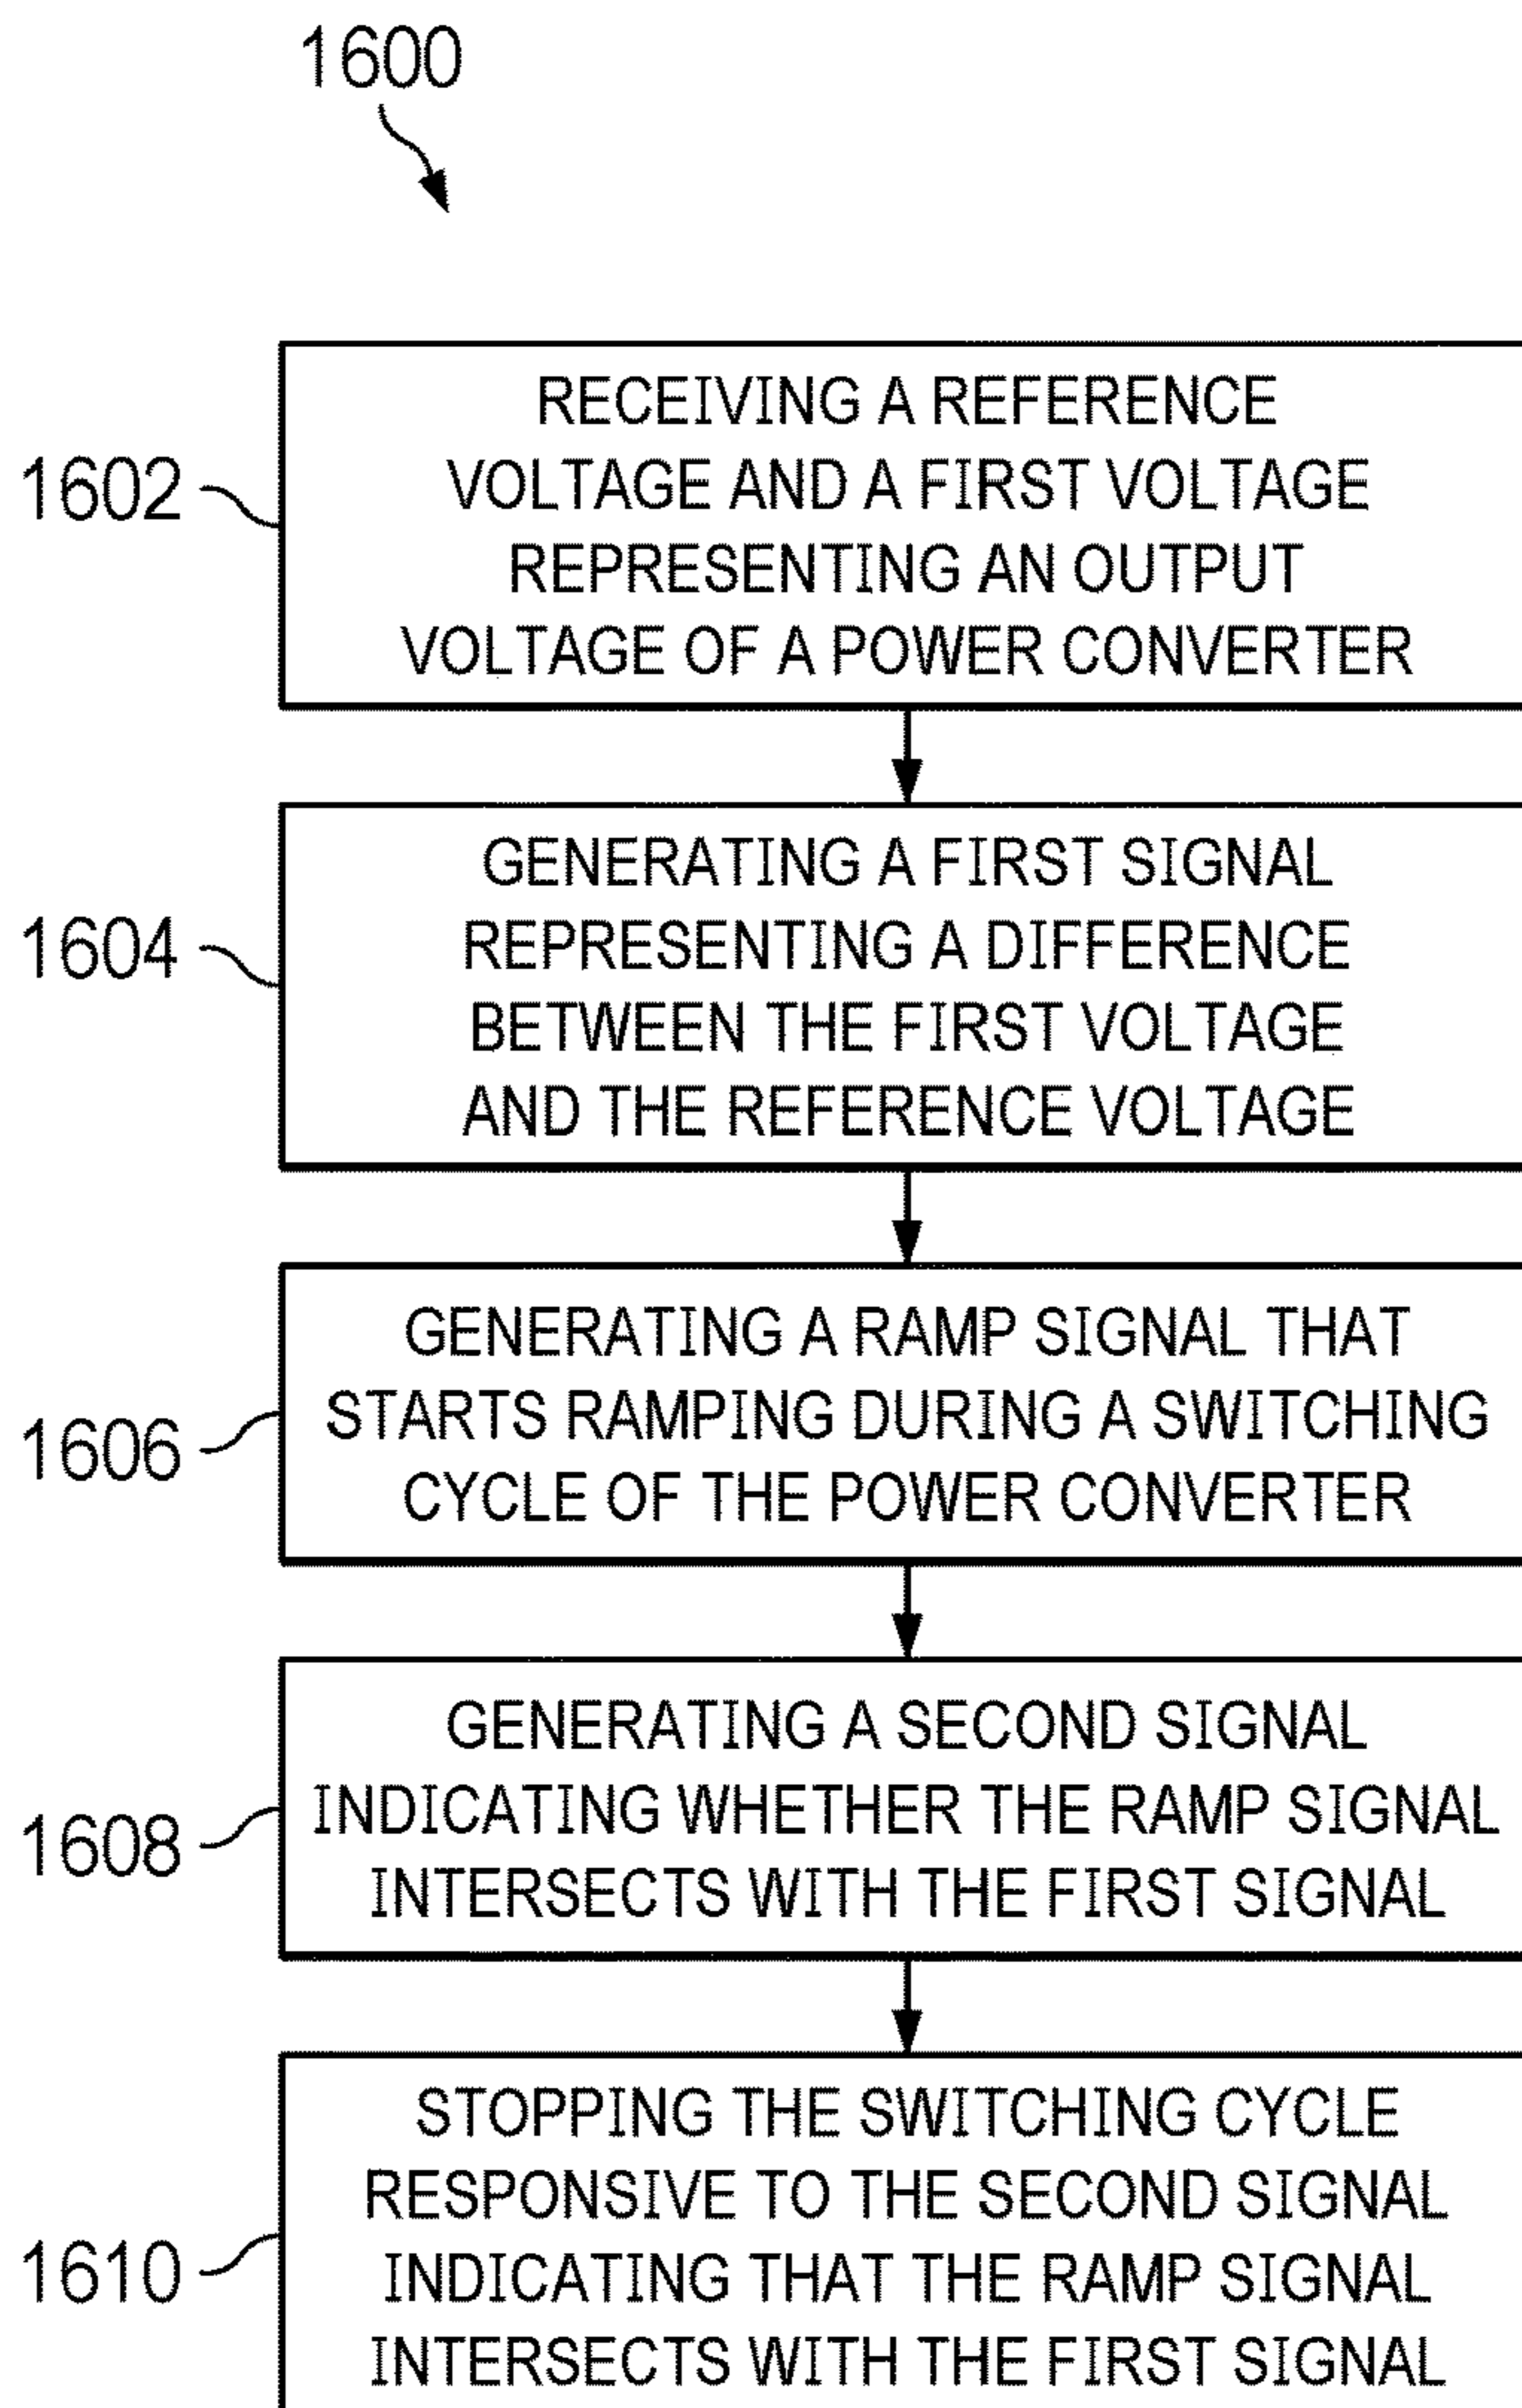 1600
1602
RECEIVING A REFERENCE
VOLTAGE AND A FIRST VOLTAGE
REPRESENTING AN OUTPUT
VOLTAGE OF A POWER CONVERTER
1604
GENERATING A FIRST SIGNAL
REPRESENTING A DIFFERENCE
BETWEEN THE FIRST VOLTAGE
AND THE REFERENCE VOLTAGE
1606
GENERATING A RAMP SIGNAL THAT
STARTS RAMPING DURING A SWITCHING
CYCLE OF THE POWER CONVERTER
1608
GENERATING A SECOND SIGNAL
INDICATING WHETHER THE RAMP SIGNAL
INTERSECTS WITH THE FIRST SIGNAL
1610
STOPPING THE SWITCHING CYCLE
RESPONSIVE TO THE SECOND SIGNAL
INDICATING THAT THE RAMP SIGNAL
INTERSECTS WITH THE FIRST SIGNAL